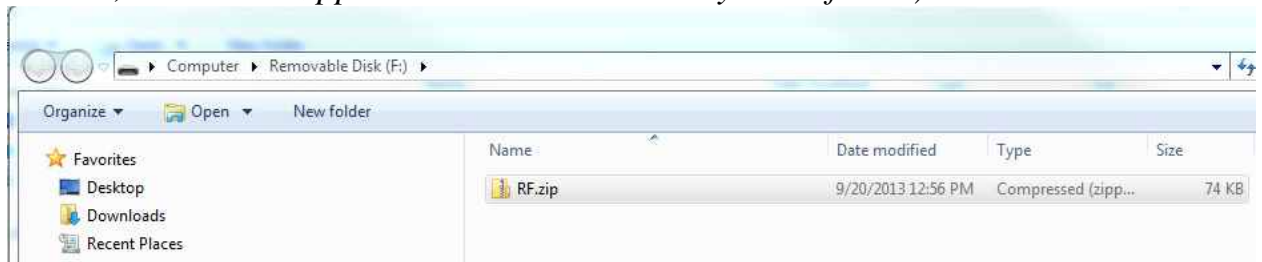 Computer ▸ Removable Disk (F:) ▸
Organize ▾ Open ▾ New folder
Name Date modified Type Size
Favorites
RF.zip 9/20/2013 12:56 PM Compressed (zipp... 74 KB
Desktop
Downloads
Recent Places